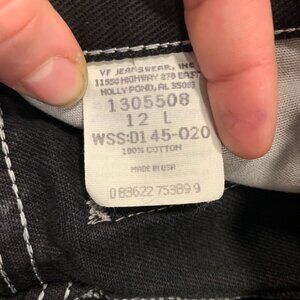 VF JEANSWEAR, INC
11550 HIGHWAY 278 EAST
HOLLY POND, AL 35083
1305508
12 L
WSS:D145-020
100% COTTON
MADE IN USA
0 83622 75389 9